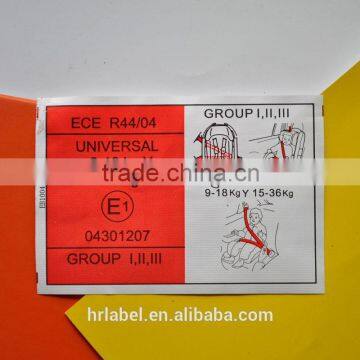 ECE R44/04
UNIVERSAL
E1
04301207
GROUP I,II,III
GROUP I,II,III
9-18Kg Y 15-36Kg
trade.china.cn
hrlabel.en.alibaba.com